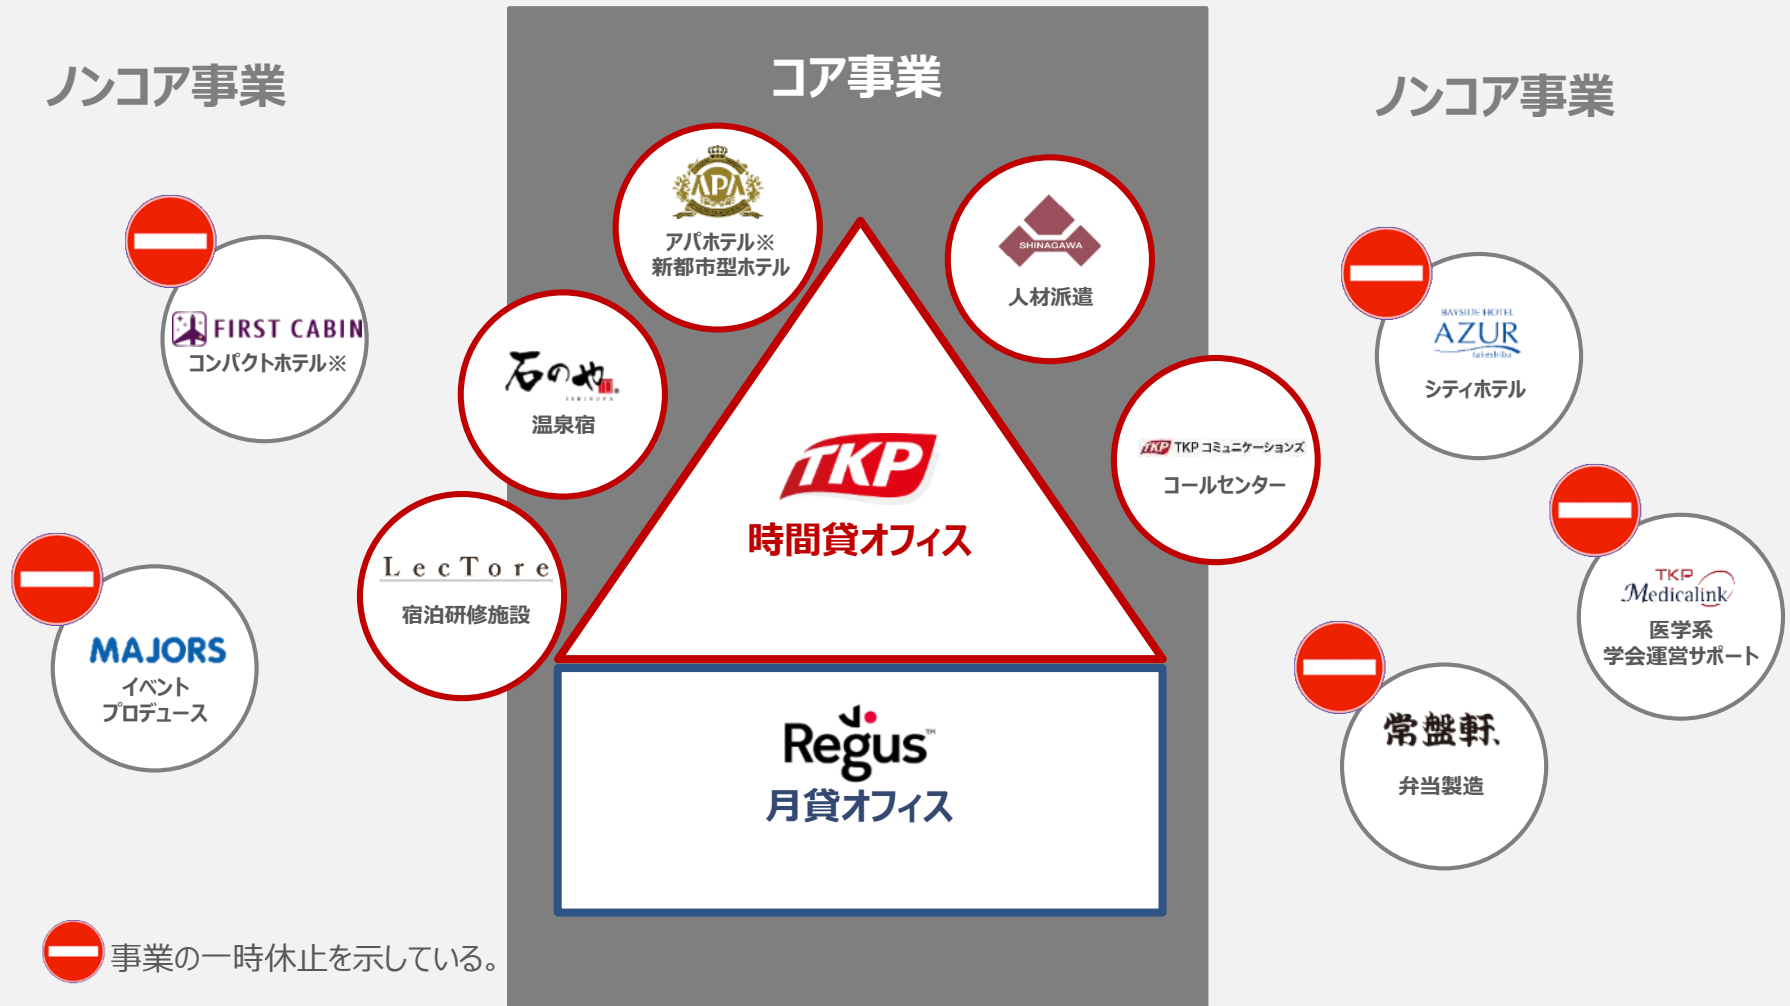 ノンコア事業
コア事業
ノンコア事業
APA
アパホテル※
新都市型ホテル
SHINAGAWA
人材派遣
FIRST CABIN
コンパクトホテル※
石のや
ISHINOYA
温泉宿
BAYSIDE HOTEL
AZUR
takeshiba
シティホテル
TKP
時間貸オフィス
TKP TKP コミュニケーションズ
コールセンター
LecTore
宿泊研修施設
MAJORS
イベント
プロデュース
TKP
Medicalink
医学系
学会運営サポート
Regus™
月貸オフィス
常盤軒
弁当製造
事業の一時休止を示している。